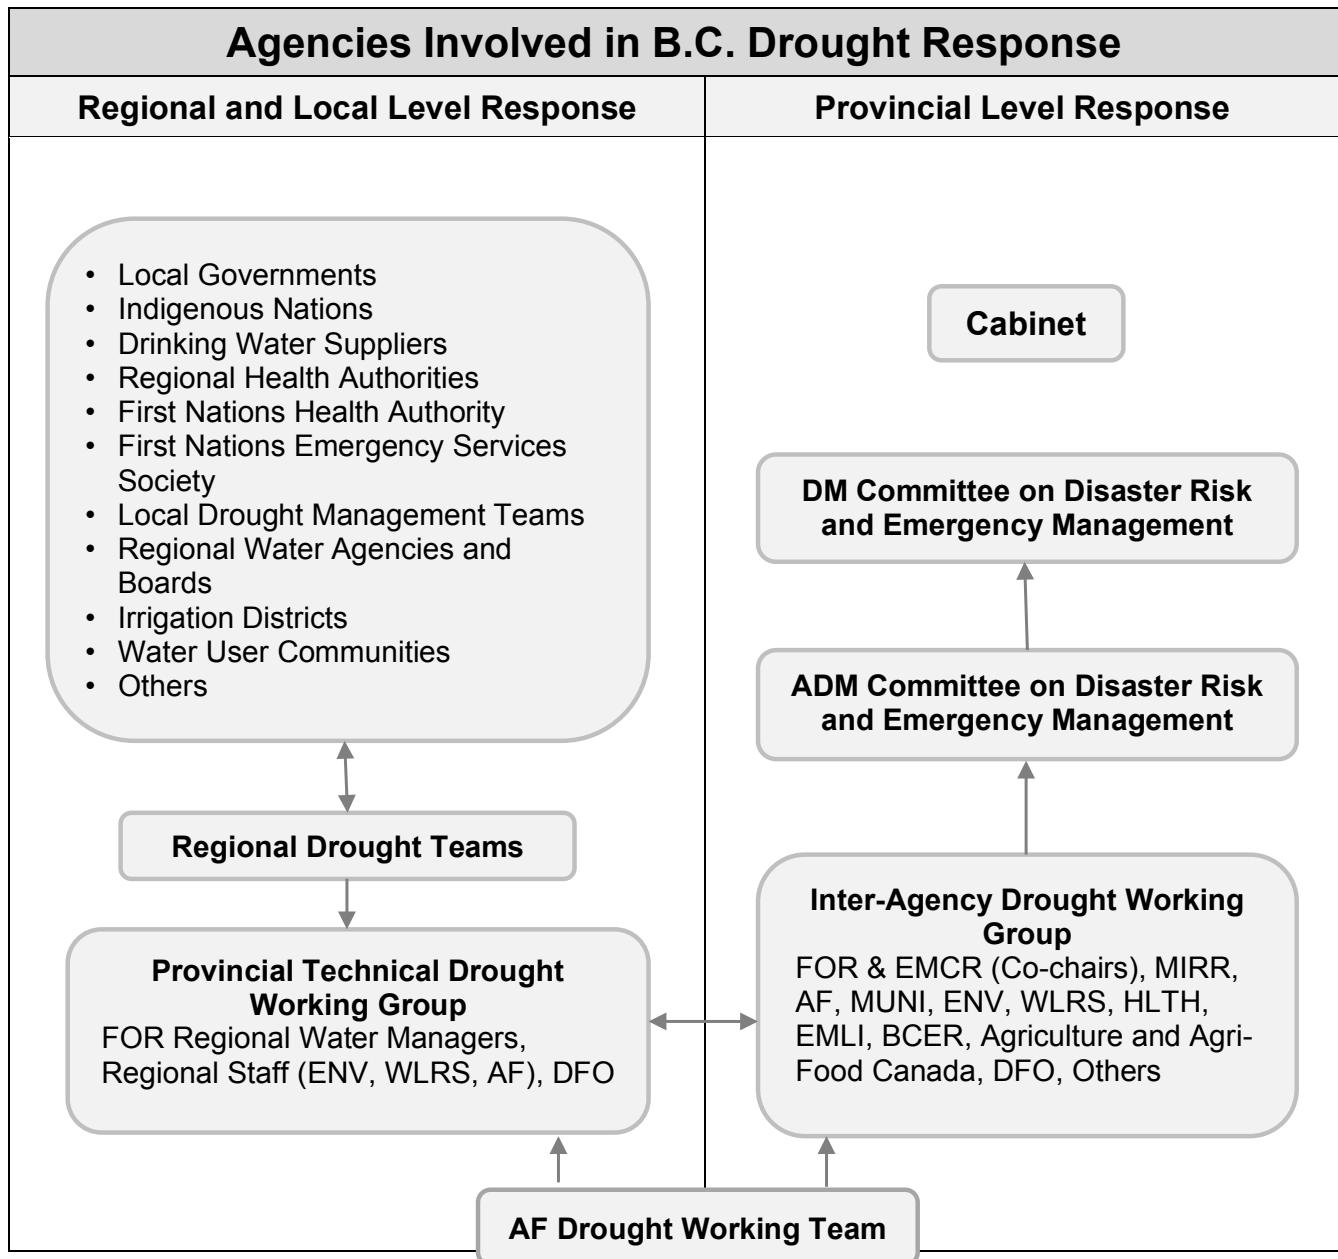 Agencies Involved in B.C. Drought Response
Regional and Local Level Response
Provincial Level Response
• Local Governments
• Indigenous Nations
• Drinking Water Suppliers
• Regional Health Authorities
• First Nations Health Authority
• First Nations Emergency Services
Society
• Local Drought Management Teams
• Regional Water Agencies and
Boards
• Irrigation Districts
• Water User Communities
• Others
Regional Drought Teams
Provincial Technical Drought
Working Group
FOR Regional Water Managers,
Regional Staff (ENV, WLRS, AF), DFO
Cabinet
DM Committee on Disaster Risk
and Emergency Management
ADM Committee on Disaster Risk
and Emergency Management
Inter-Agency Drought Working
Group
FOR & EMCR (Co-chairs), MIRR,
AF, MUNI, ENV, WLRS, HLTH,
EMLI, BCER, Agriculture and Agri-
Food Canada, DFO, Others
AF Drought Working Team